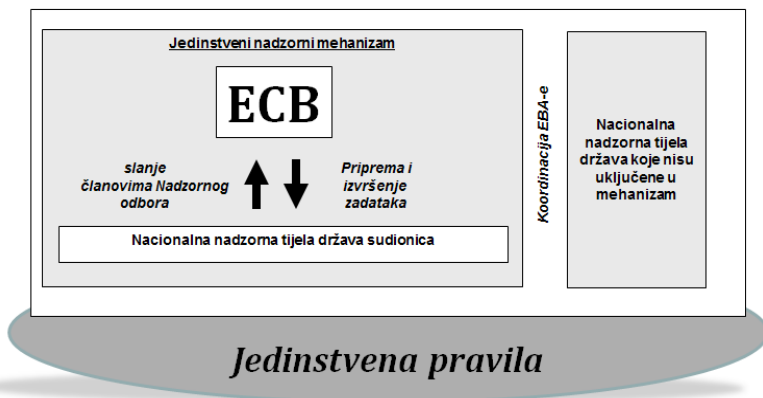 Jedinstveni nadzorni mehanizam
ECB
slanje
članovima Nadzornog
odbora
Priprema i
izvršenje
zadataka
Nacionalna nadzorna tijela država sudionica
Koordinacija EBA-e
Nacionalna
nadzorna tijela
država koje nisu
uključene u
mehanizam
Jedinstvena pravila